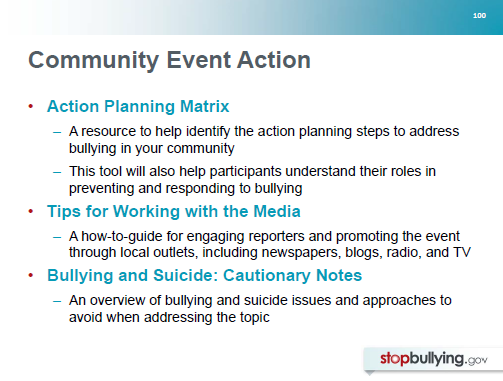 100
Community Event Action
• Action Planning Matrix
– A resource to help identify the action planning steps to address
bullying in your community
– This tool will also help participants understand their roles in
preventing and responding to bullying
• Tips for Working with the Media
– A how-to-guide for engaging reporters and promoting the event
through local outlets, including newspapers, blogs, radio, and TV
• Bullying and Suicide: Cautionary Notes
– An overview of bullying and suicide issues and approaches to
avoid when addressing the topic
stopbullying.gov